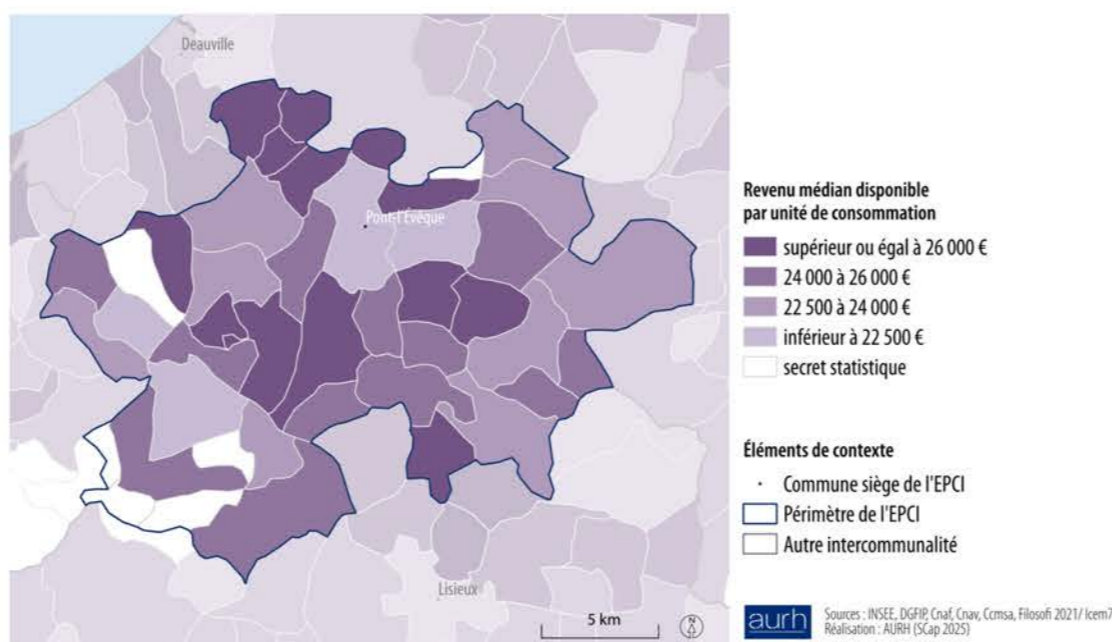 Deauville
Pont-l'Évêque
Lisieux
5 km
N
Revenu médian disponible
par unité de consommation
supérieur ou égal à 26 000 €
24 000 à 26 000 €
22 500 à 24 000 €
inférieur à 22 500 €
secret statistique
Éléments de contexte
Commune siège de l'EPCI
Périmètre de l'EPCI
Autre intercommunalité
aurh
Sources : INSEE, DGFIP, Cnaf, Cnav, Ccmsa, Filosofi 2021/ Icem7
Réalisation : AURH (SCap 2025)